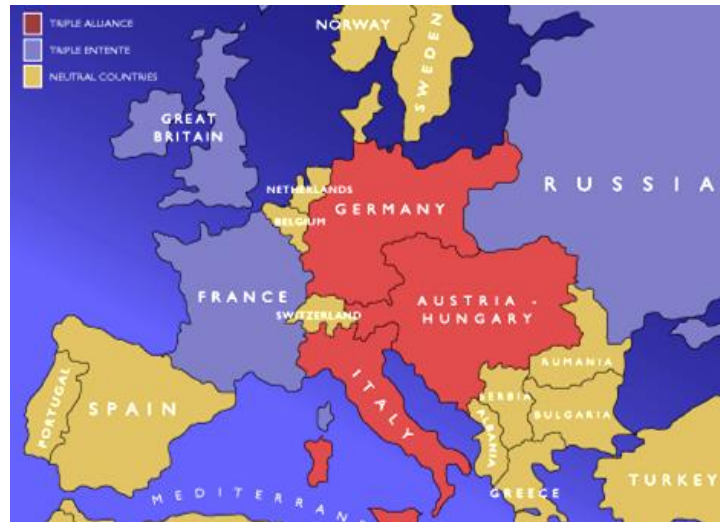 TRIPLE ALLIANCE
TRIPLE ENTENTE
NEUTRAL COUNTRIES
NORWAY
SWEDEN
GREAT
BRITAIN
RUSSIA
NETHERLANDS
GERMANY
BELGIUM
FRANCE
SWITZERLAND
AUSTRIA -
HUNGARY
ITALY
RUMANIA
SERBIA
BULGARIA
ALBANIA
PORTUGAL
SPAIN
TURKEY
GREECE
MEDITERRAN